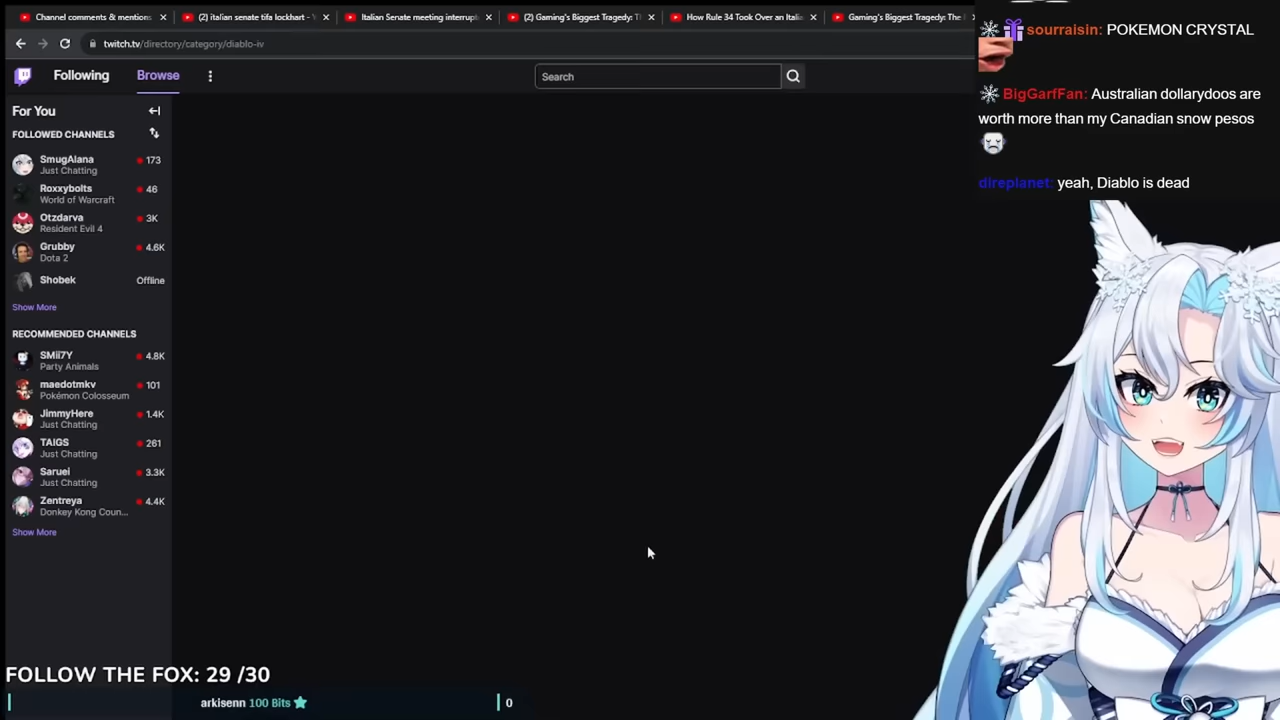 Channel comments & mentions
(2) italian senate tifa lockhart -
Italian Senate meeting interrupt
(2) Gaming's Biggest Tragedy: T
How Rule 34 Took Over an Itali
Gaming's Biggest Tragedy: The
twitch.tv/directory/category/diablo-iv
Following
Browse
Search
For You
FOLLOWED CHANNELS
SmugAlana
173
Just Chatting
Roxxybolts
46
World of Warcraft
Otzdarva
3K
Resident Evil 4
Grubby
4.6K
Dota 2
Shobek
Offline
Show More
RECOMMENDED CHANNELS
SMii7Y
4.8K
Party Animals
maedotmkv
101
Pokémon Colosseum
JimmyHere
1.4K
Just Chatting
TAIGS
261
Just Chatting
Saruei
3.3K
Just Chatting
Zentreya
4.4K
Donkey Kong Coun...
Show More
FOLLOW THE FOX: 29 /30
arkisenn 100 Bits
0
sourraisin: POKEMON CRYSTAL
BigGarfFan: Australian dollarydoos are
worth more than my Canadian snow pesos
direplanet: yeah, Diablo is dead